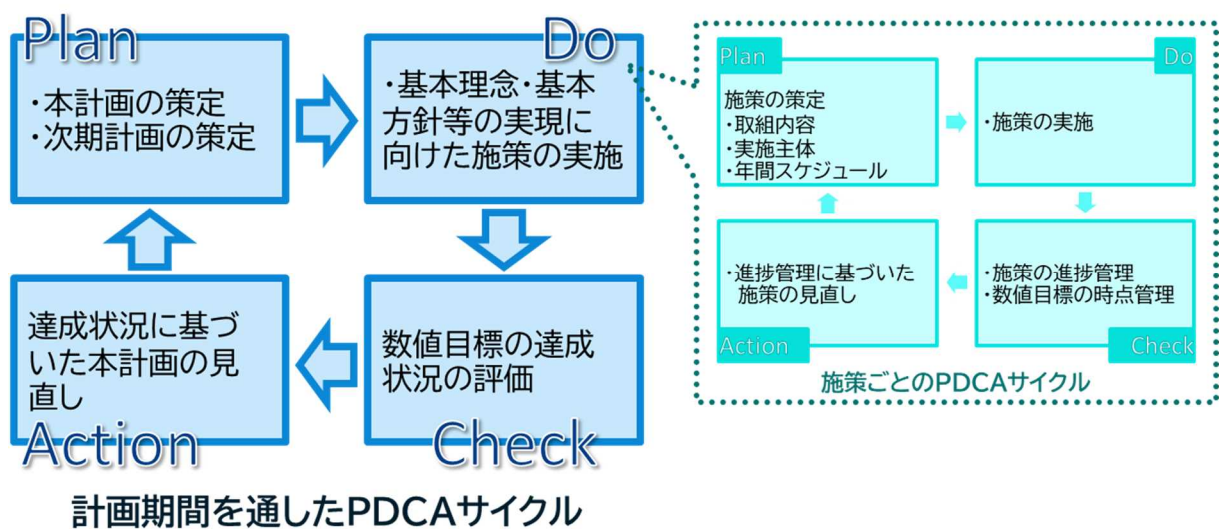 Plan
・本計画の策定
・次期計画の策定
Do
・基本理念・基本
方針等の実現に
向けた施策の実施
達成状況に基づ
いた本計画の見
直し
Action
数値目標の達成
状況の評価
Check
計画期間を通したPDCAサイクル
Plan
施策の策定
・取組内容
・実施主体
・年間スケジュール
Do
・施策の実施
・進捗管理に基づいた
施策の見直し
Action
・施策の進捗管理
・数値目標の時点管理
Check
施策ごとのPDCAサイクル